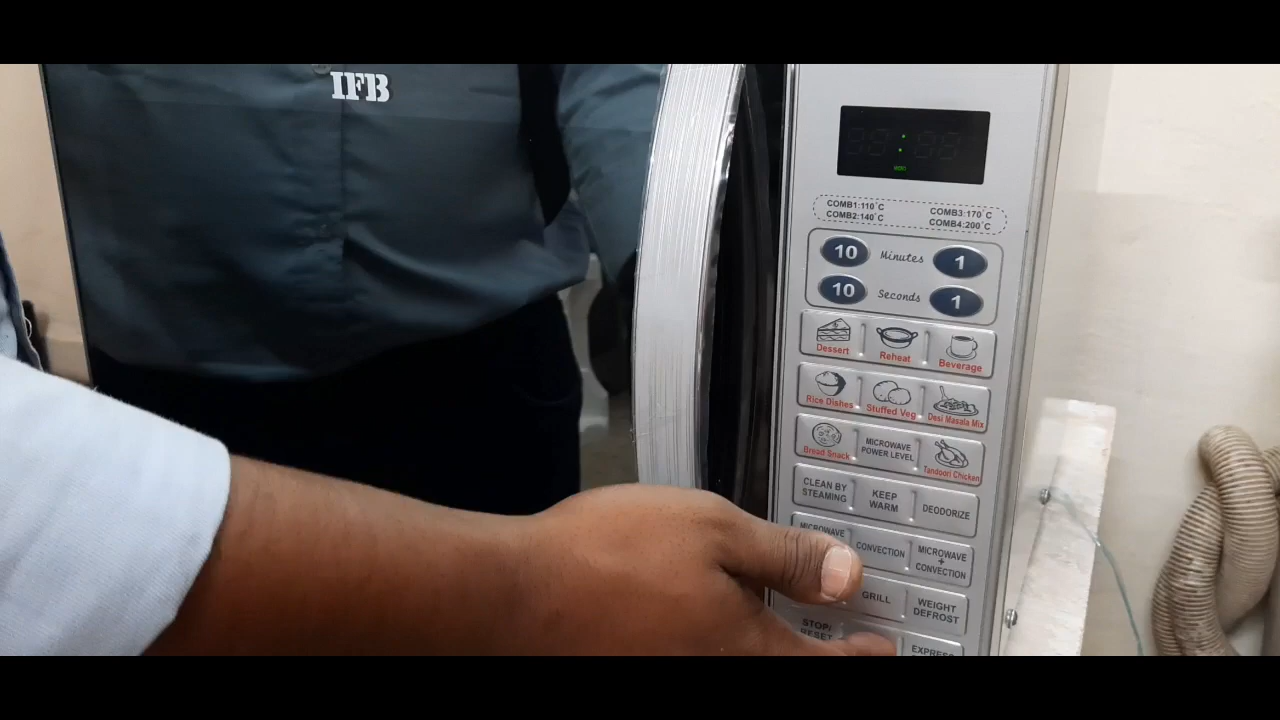 IFB
COMB1:110°C COMB3:170°C
COMB2:140°C COMB4:200°C
10 Minutes 1
10 Seconds 1
Dessert Reheat Beverage
Rice Dishes Stuffed Veg Desi Masala Mix
Bread Snack MICROWAVE POWER LEVEL Tandoori Chicken
CLEAN BY STEAMING KEEP WARM DEODORIZE
MICROWAVE CONVECTION MICROWAVE + CONVECTION
GRILL WEIGHT DEFROST
STOP/ RESET EXPRESS